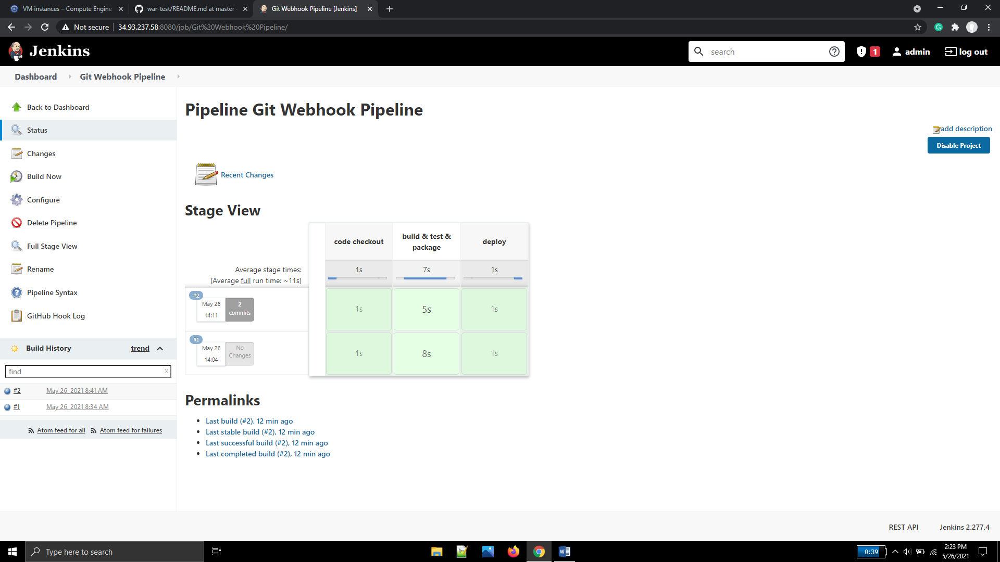 VM instances – Compute Engine
war-test/README.md at master
Git Webhook Pipeline [Jenkins]
Not secure
34.93.237.58:8080/job/Git%20Webhook%20Pipeline/
Jenkins
search
1
admin
log out
Dashboard
Git Webhook Pipeline
Back to Dashboard
Status
Changes
Build Now
Configure
Delete Pipeline
Full Stage View
Rename
Pipeline Syntax
GitHub Hook Log
Build History
trend
find
x
#2
May 26, 2021 8:41 AM
#1
May 26, 2021 8:34 AM
Atom feed for all
Atom feed for failures
Pipeline Git Webhook Pipeline
add description
Disable Project
Recent Changes
Stage View
code checkout
build & test &
package
deploy
Average stage times:
(Average full run time: ~11s)
1s
7s
1s
#2
May 26
14:11
2
commits
1s
5s
1s
#1
May 26
14:04
No
Changes
1s
8s
1s
Permalinks
Last build (#2), 12 min ago
Last stable build (#2), 12 min ago
Last successful build (#2), 12 min ago
Last completed build (#2), 12 min ago
REST API
Jenkins 2.277.4
Type here to search
0:39
2:23 PM
5/26/2021